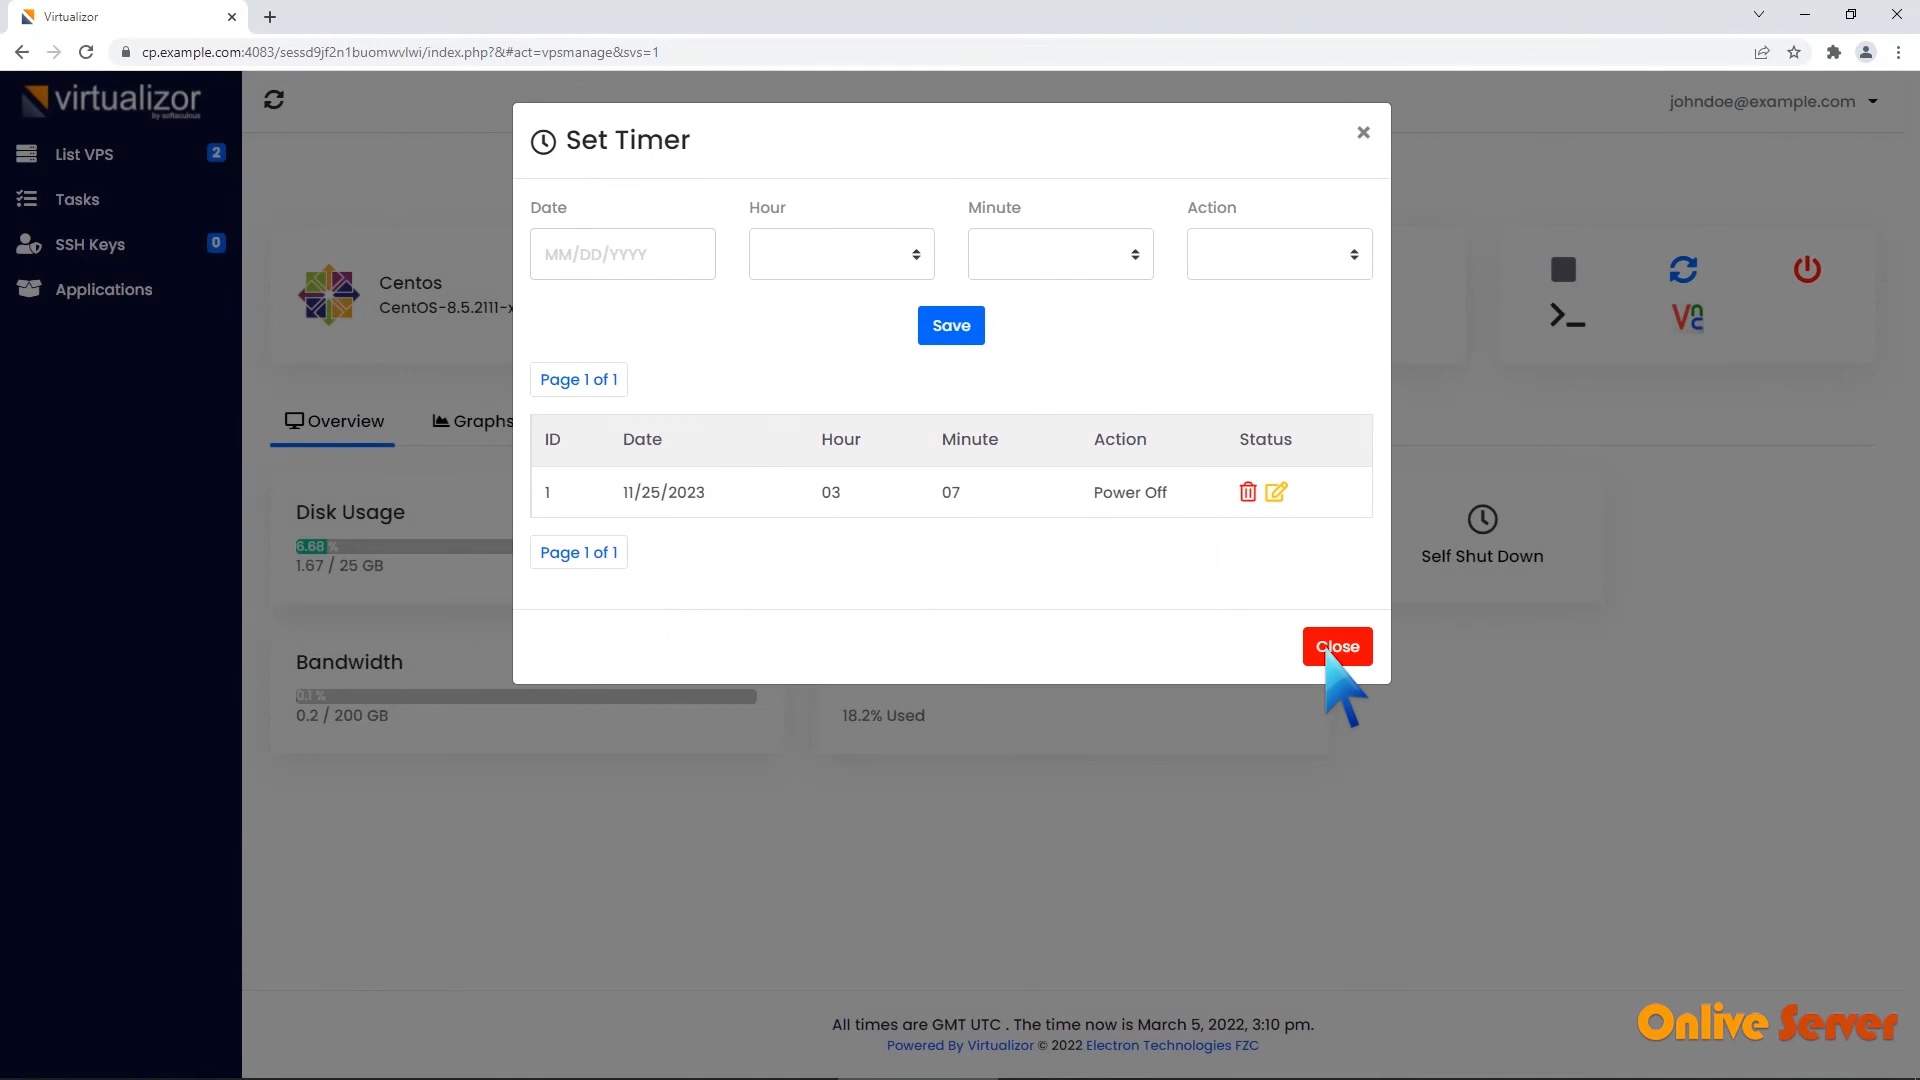 Virtualizor
cp.example.com:4083/sessd9jf2n1buomwvlwi/index.php?&#act=vpsmanage&svs=1
virtualizor
by softaculous
johndoe@example.com
List VPS 2
Tasks
SSH Keys 0
Applications
Centos
CentOS-8.5.2111-x
Overview
Graphs
Disk Usage
6.68 %
1.67 / 25 GB
Bandwidth
0.1 %
0.2 / 200 GB
18.2% Used
VnC
Self Shut Down
Set Timer
Date Hour Minute Action
MM/DD/YYYY
Save
Page 1 of 1
ID Date Hour Minute Action Status
1 11/25/2023 03 07 Power Off
Page 1 of 1
Close
All times are GMT UTC . The time now is March 5, 2022, 3:10 pm.
Powered By Virtualizor © 2022 Electron Technologies FZC
Onlive Server